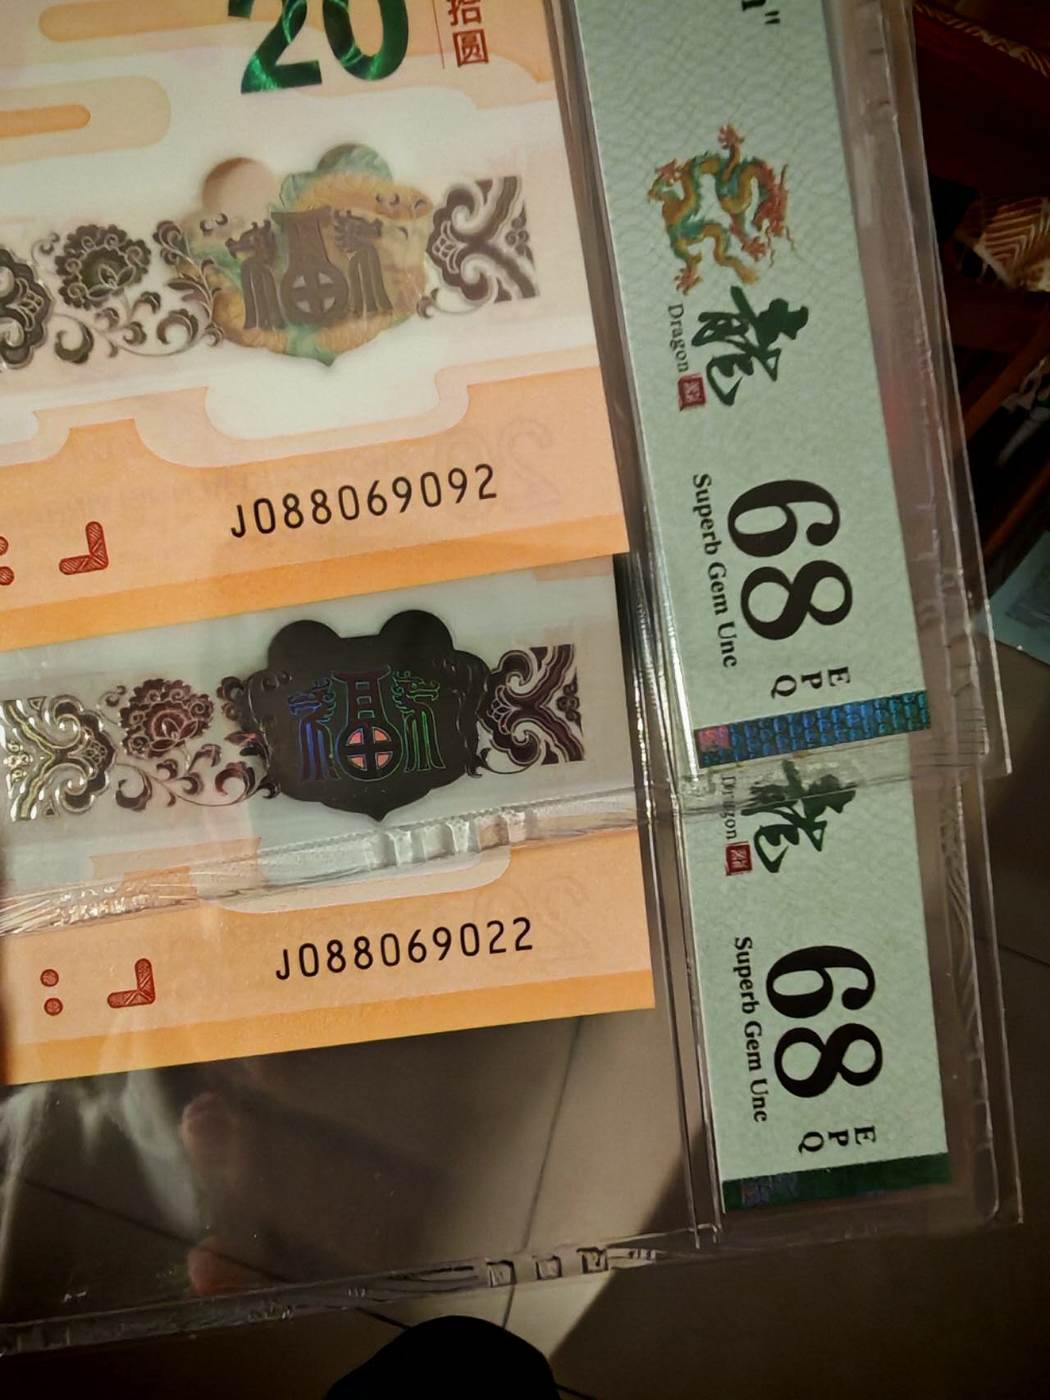 20
拾圆
J088069092
J088069022
龍
Dragon
68
Superb Gem Unc
E
P
Q
龍
Dragon
68
Superb Gem Unc
E
P
Q